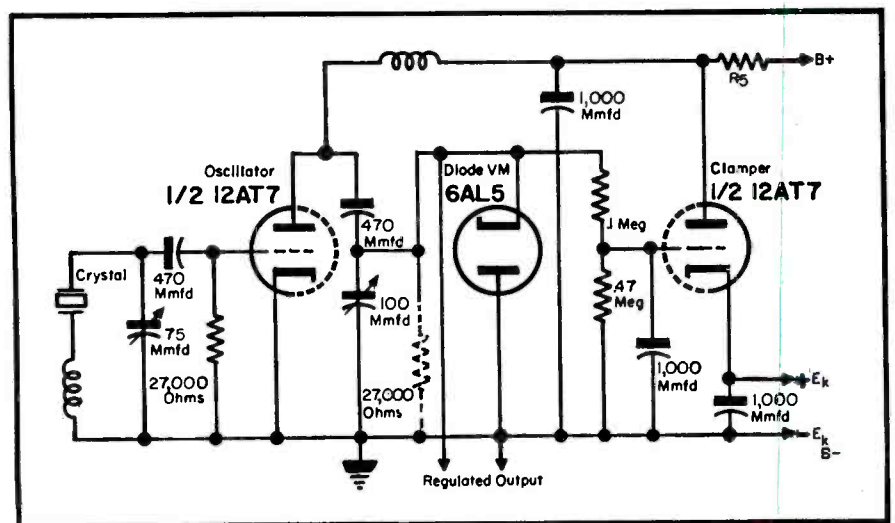 B+
R5
1,000
Mmfd
Oscillator
1/2 12AT7
Diode VM
6AL5
Clamper
1/2 12AT7
470
Mmfd
.1 Meg
Crystal
470
Mmfd
75
Mmfd
27,000
Ohms
100
Mmfd
27,000
Ohms
.47
Meg
1,000
Mmfd
+Ek
1,000
Mmfd
-Ek
B-
Regulated Output